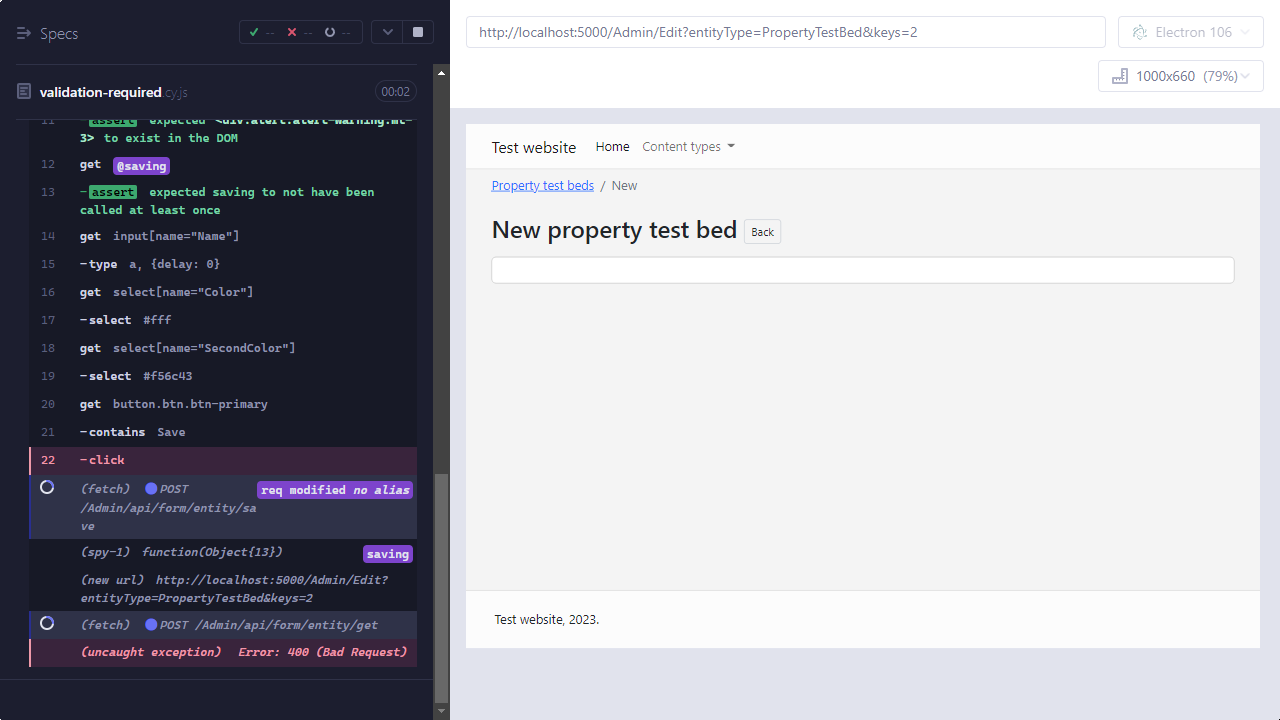 Specs
-- -- --
validation-required.cy.js
00:02
11 -assert expected <div.alert.alert-warning.mt-
3> to exist in the DOM
12 get @saving
13 -assert expected saving to not have been
called at least once
14 get input[name="Name"]
15 -type a, {delay: 0}
16 get select[name="Color"]
17 -select #fff
18 get select[name="SecondColor"]
19 -select #f56c43
20 get button.btn.btn-primary
21 -contains Save
22 -click
(fetch) POST req modified no alias
/Admin/api/form/entity/sa
ve
(spy-1) function(Object{13}) saving
(new url) http://localhost:5000/Admin/Edit?
entityType=PropertyTestBed&keys=2
(fetch) POST /Admin/api/form/entity/get
(uncaught exception) Error: 400 (Bad Request)
http://localhost:5000/Admin/Edit?entityType=PropertyTestBed&keys=2
Electron 106
1000x660 (79%)
Test website Home Content types
Property test beds / New
New property test bed Back
Test website, 2023.